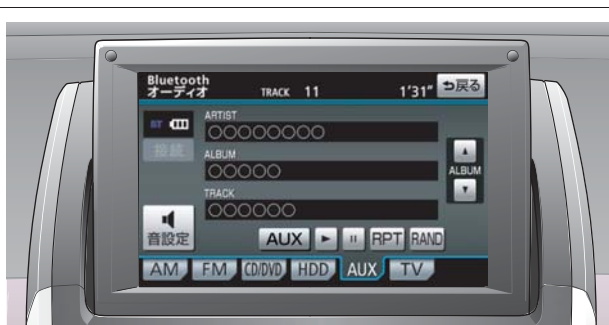 Bluetooth
オーディオ TRACK 11 1'31" 戻る
BT
接続
ARTIST
○○○○○○○○
ALBUM
○○○○○
ALBUM
TRACK
○○○○○○
音設定 AUX RPT RAND
AM FM CD/DVD HDD AUX TV